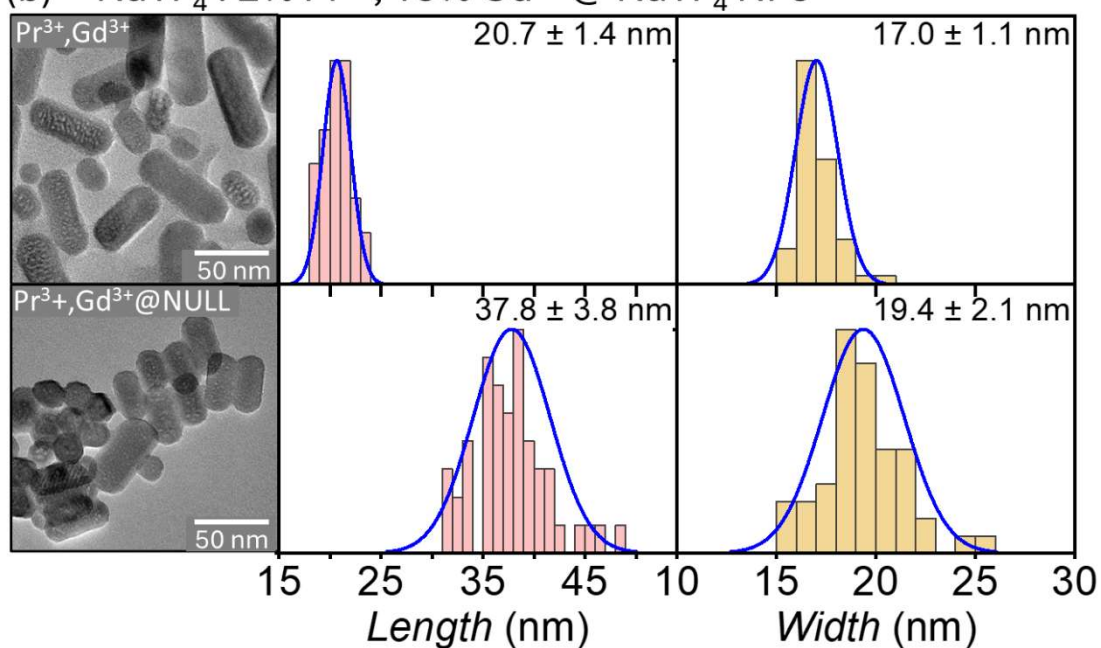 Pr³⁺,Gd³⁺
20.7 ± 1.4 nm
17.0 ± 1.1 nm
50 nm
Pr³+,Gd³⁺@NULL
37.8 ± 3.8 nm
19.4 ± 2.1 nm
50 nm
15 25 35 45 10 15 20 25 30
Length (nm) Width (nm)